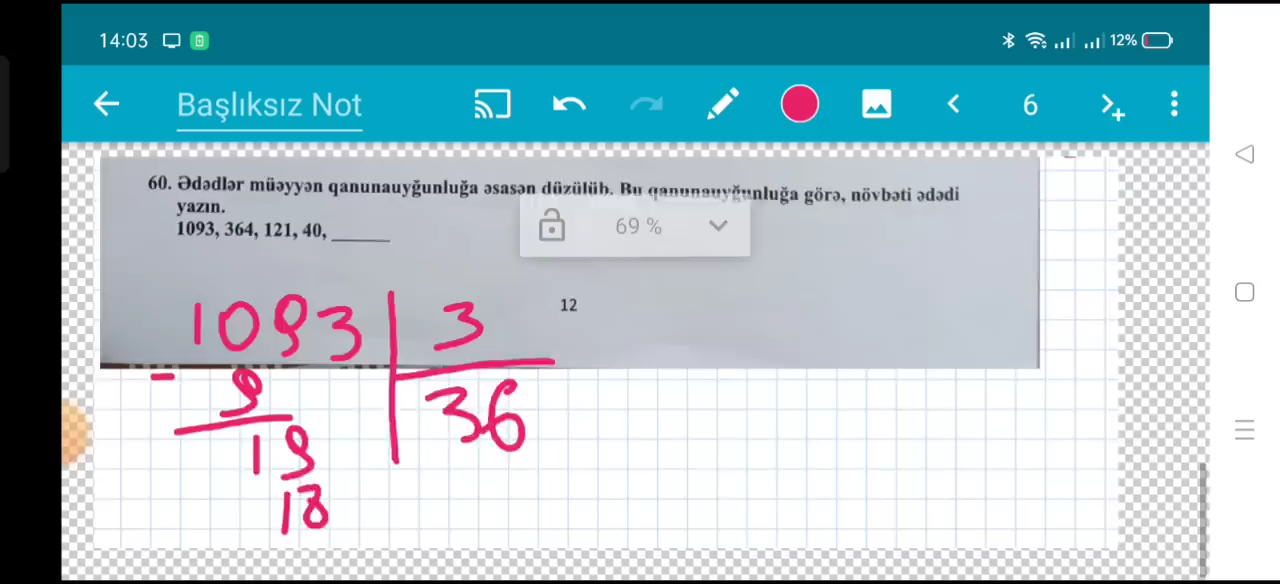 14:03 12%
Başlıksız Not 6
60. Ədədlər müəyyən qanunauyğunluğa əsasən düzülüb. Bu qanunauyğunluğa görə, növbəti ədədi
yazın.
69 %
1093, 364, 121, 40, ______
12
1093 3
- 9 36
19
18